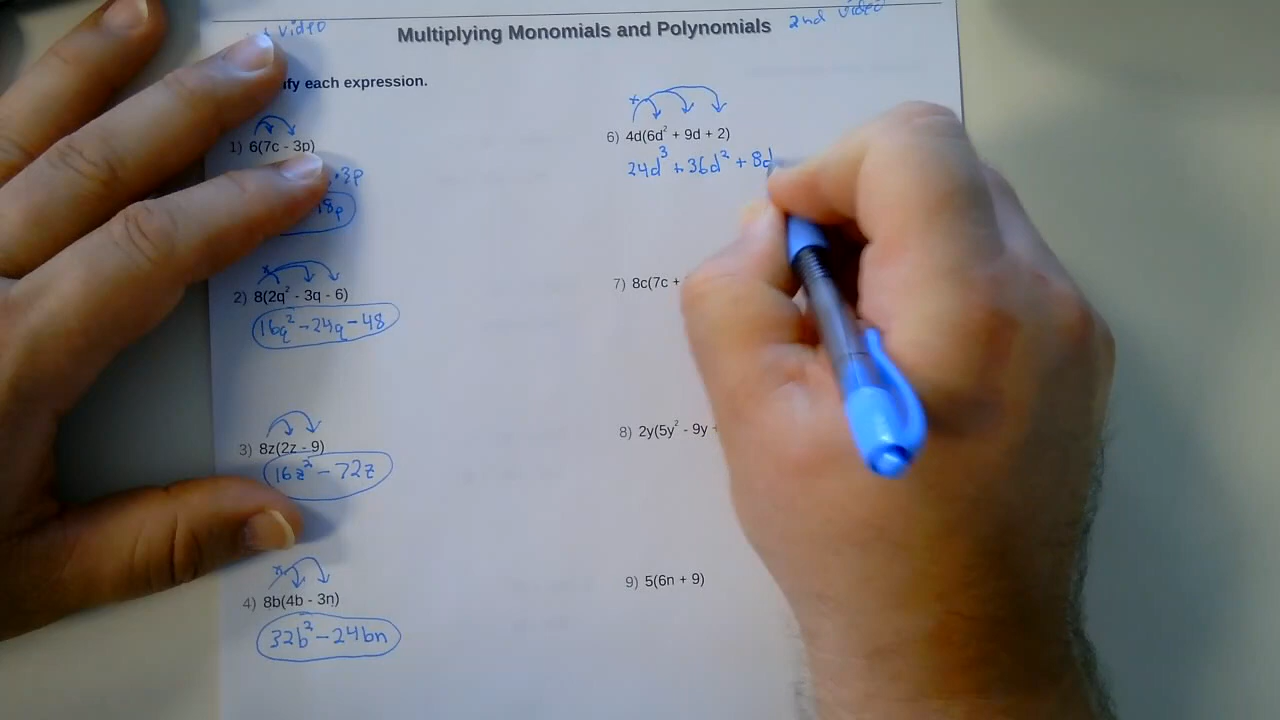 video
Multiplying Monomials and Polynomials
2nd video
ify each expression.
1) 6(7c - 3p)
·3p
18p
2) 8(2q² - 3q - 6)
16q² - 24q - 48
3) 8z(2z - 9)
16z² - 72z
4) 8b(4b - 3n)
32b² - 24bn
6) 4d(6d² + 9d + 2)
24d³ + 36d² + 8d
7) 8c(7c +
8) 2y(5y² - 9y
9) 5(6n + 9)